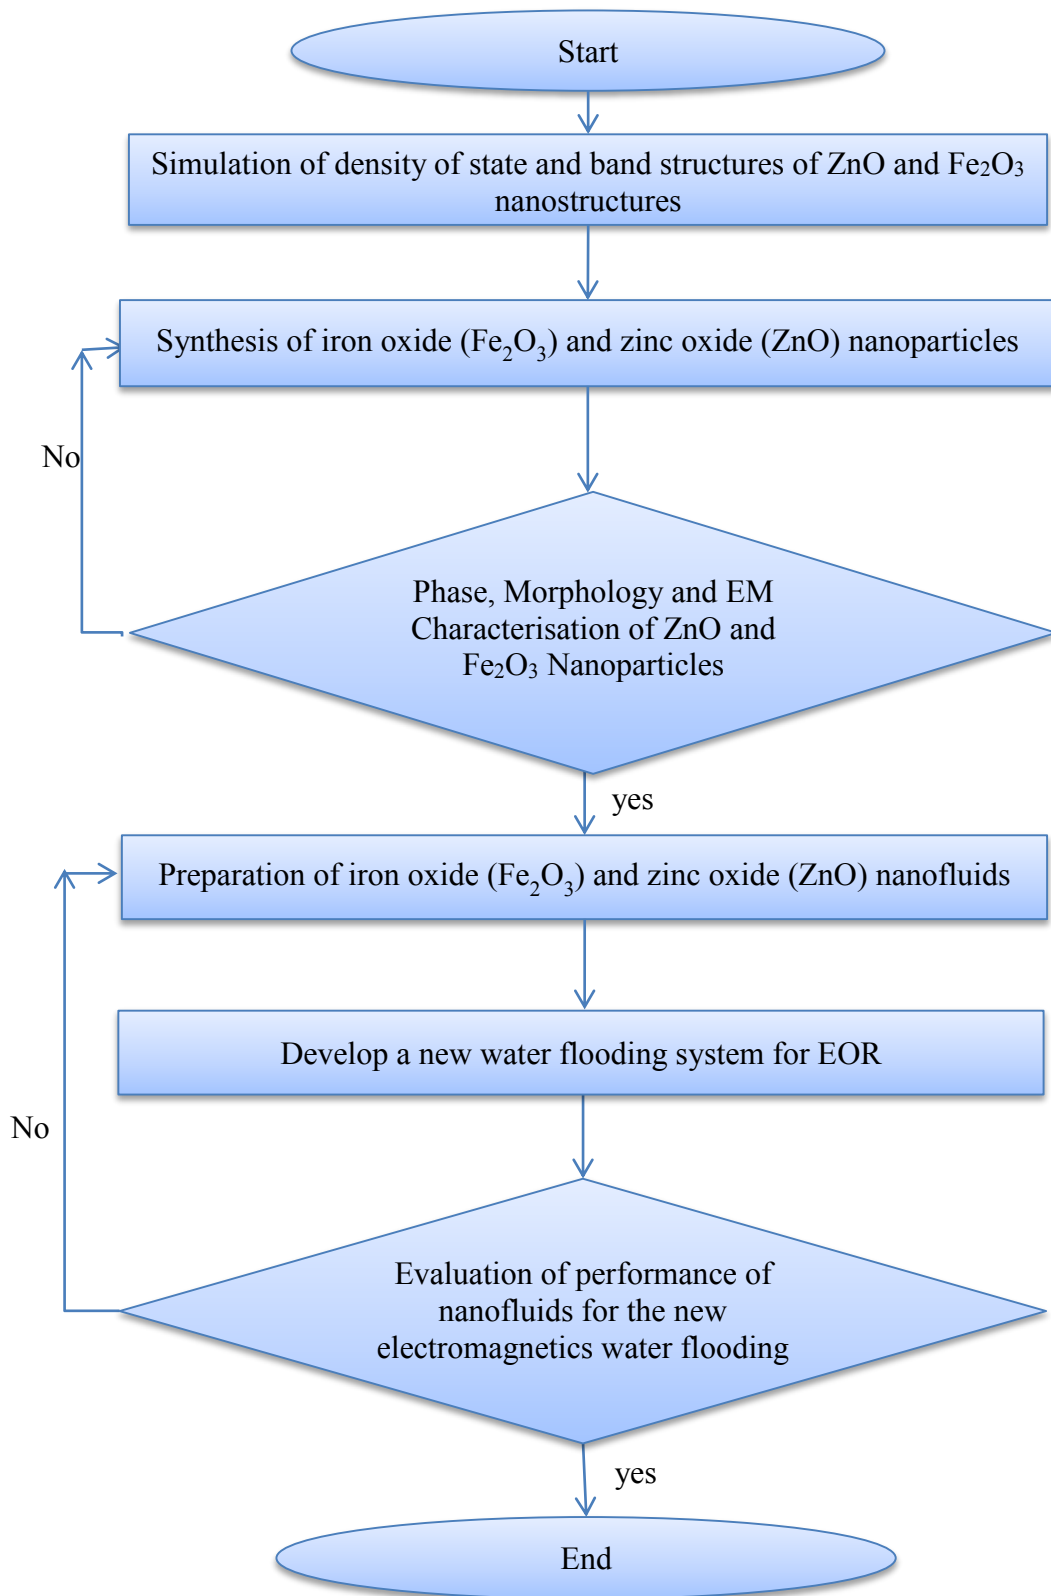 Start
Simulation of density of state and band structures of ZnO and Fe₂O₃
nanostructures
Synthesis of iron oxide (Fe₂O₃) and zinc oxide (ZnO) nanoparticles
No
Phase, Morphology and EM
Characterisation of ZnO and
Fe₂O₃ Nanoparticles
yes
Preparation of iron oxide (Fe₂O₃) and zinc oxide (ZnO) nanofluids
Develop a new water flooding system for EOR
No
Evaluation of performance of
nanofluids for the new
electromagnetics water flooding
yes
End